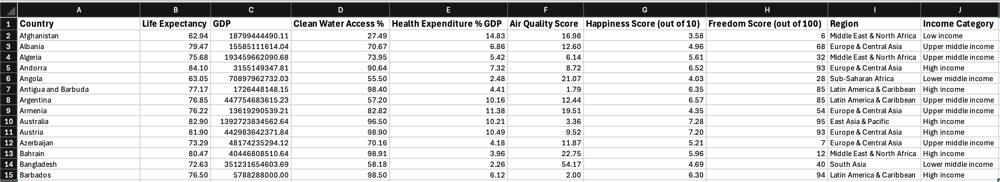 A B C D E F G H I J
1 Country Life Expectancy GDP Clean Water Access % Health Expenditure % GDP Air Quality Score Happiness Score (out of 10) Freedom Score (out of 100) Region Income Category
2 Afghanistan 62.94 18799444490.11 27.49 14.83 16.98 3.58 6 Middle East & North Africa Low income
3 Albania 79.47 15585111614.04 70.67 6.86 12.60 4.96 68 Europe & Central Asia Upper middle income
4 Algeria 75.68 193459662090.68 73.95 5.42 6.14 5.61 32 Middle East & North Africa Upper middle income
5 Andorra 84.10 3155149347.81 90.64 7.32 8.72 6.52 93 Europe & Central Asia High income
6 Angola 63.05 70897962732.03 55.50 2.48 21.07 4.03 28 Sub-Saharan Africa Lower middle income
7 Antigua and Barbuda 77.17 1726448148.15 98.40 4.41 1.79 6.35 85 Latin America & Caribbean High income
8 Argentina 76.85 447754683615.23 57.20 10.16 12.44 6.57 85 Latin America & Caribbean Upper middle income
9 Armenia 76.22 13619290539.21 82.82 11.38 19.51 4.35 54 Europe & Central Asia Upper middle income
10 Australia 82.90 1392723834562.64 96.50 10.21 3.36 7.28 95 East Asia & Pacific High income
11 Austria 81.90 442983642371.84 98.90 10.49 9.52 7.20 93 Europe & Central Asia High income
12 Azerbaijan 73.29 48174235294.12 70.16 4.18 11.87 5.21 7 Europe & Central Asia Upper middle income
13 Bahrain 80.47 40446808510.64 98.91 3.96 22.75 5.96 12 Middle East & North Africa High income
14 Bangladesh 72.63 351231654603.69 58.18 2.26 54.17 4.69 40 South Asia Lower middle income
15 Barbados 76.50 5788288000.00 98.50 6.12 2.00 6.30 94 Latin America & Caribbean High income